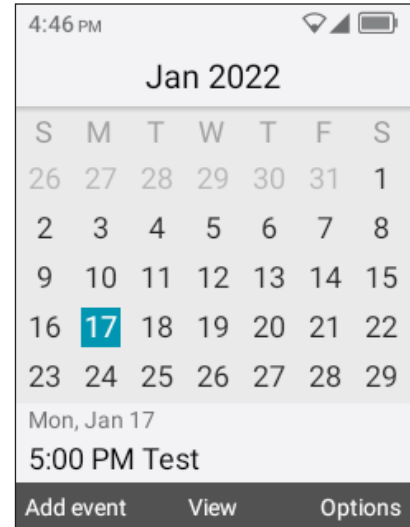 4:46 PM
Jan 2022
S M T W T F S
26 27 28 29 30 31 1
2 3 4 5 6 7 8
9 10 11 12 13 14 15
16 17 18 19 20 21 22
23 24 25 26 27 28 29
Mon, Jan 17
5:00 PM Test
Add event View Options